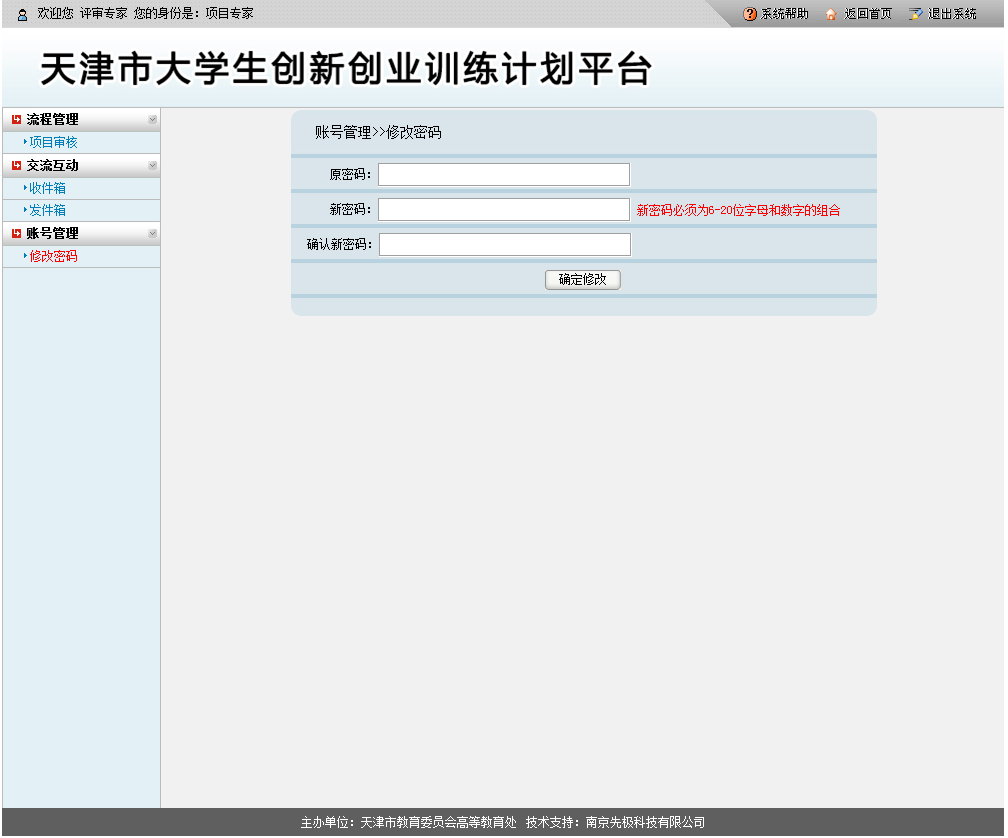 欢迎您 评审专家 您的身份是：项目专家 系统帮助 返回首页 退出系统
天津市大学生创新创业训练计划平台
流程管理
项目审核
交流互动
收件箱
发件箱
账号管理
修改密码
账号管理>>修改密码
原密码：
新密码： 新密码必须为6-20位字母和数字的组合
确认新密码：
确定修改
主办单位：天津市教育委员会高等教育处 技术支持：南京先极科技有限公司